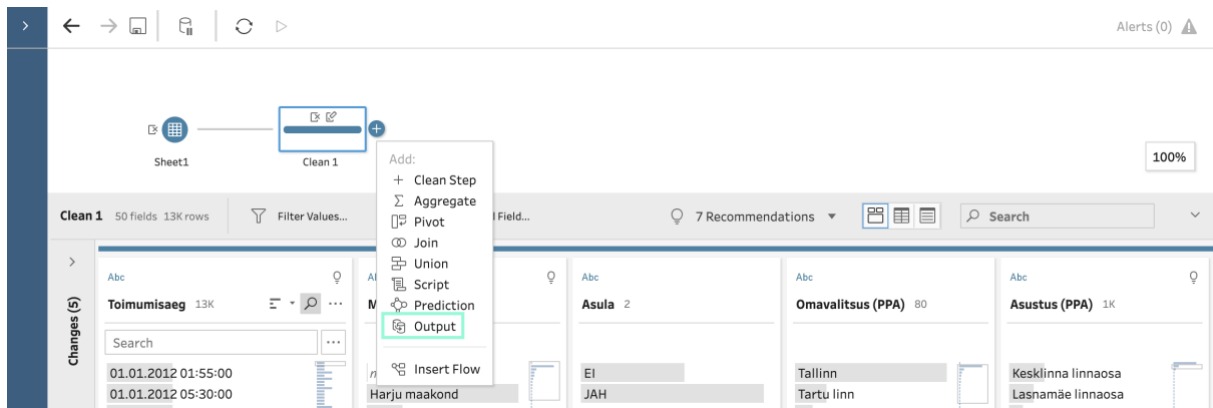 Alerts (0)
Sheet1
Clean 1
100%
Add:
Clean Step
Aggregate
Pivot
Join
Union
Script
Prediction
Output
Insert Flow
Clean 1 50 fields 13K rows Filter Values... Field... 7 Recommendations Search
Changes (5)
Abc
Toimumisaeg 13K
Search
01.01.2012 01:55:00
01.01.2012 05:30:00
Harju maakond
Abc
Asula 2
EI
JAH
Abc
Omavalitsus (PPA) 80
Tallinn
Tartu linn
Abc
Asustus (PPA) 1K
Kesklinna linnaosa
Lasnamäe linnaosa